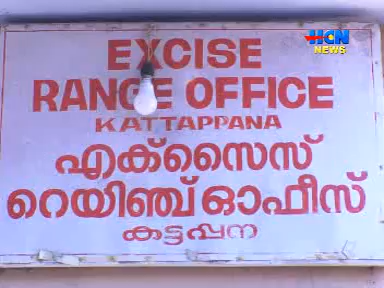 HCN
NEWS
EXCISE
RANGE OFFICE
KATTAPPANA
എക്സൈസ്
റെയിഞ്ച് ഓഫീസ്
കട്ടപ്പന